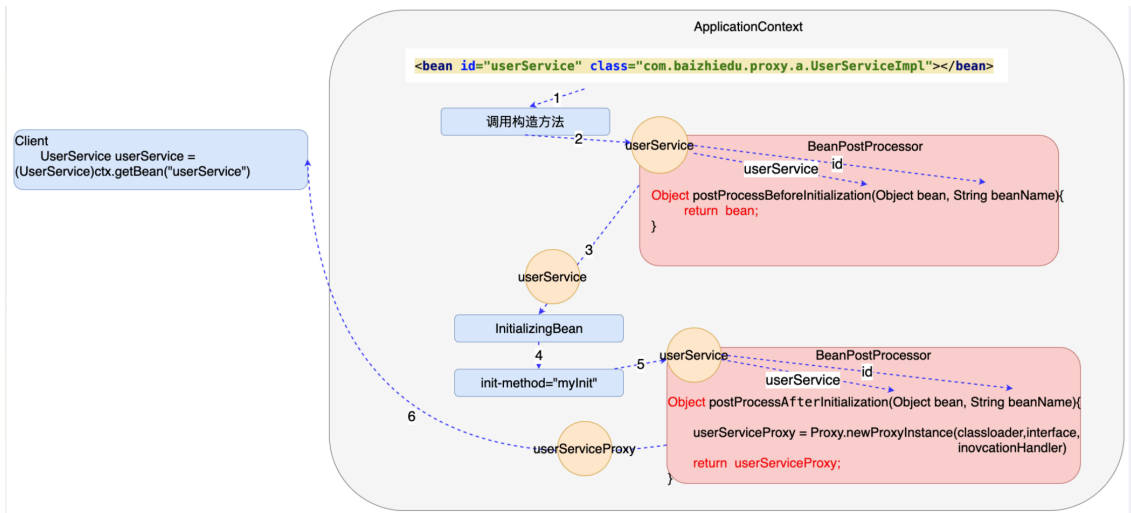 ApplicationContext
<bean id="userService" class="com.baizhiedu.proxy.a.UserServiceImpl"></bean>
1
调用构造方法
2
userService
BeanPostProcessor
id
userService
Object postProcessBeforeInitialization(Object bean, String beanName){
return bean;
}
Client
UserService userService =
(UserService)ctx.getBean("userService")
3
userService
InitializingBean
4
init-method="myInit"
5
userService
BeanPostProcessor
id
userService
Object postProcessAfterInitialization(Object bean, String beanName){
userServiceProxy = Proxy.newProxyInstance(classloader,interface,
inovcationHandler)
return userServiceProxy;
}
6
userServiceProxy